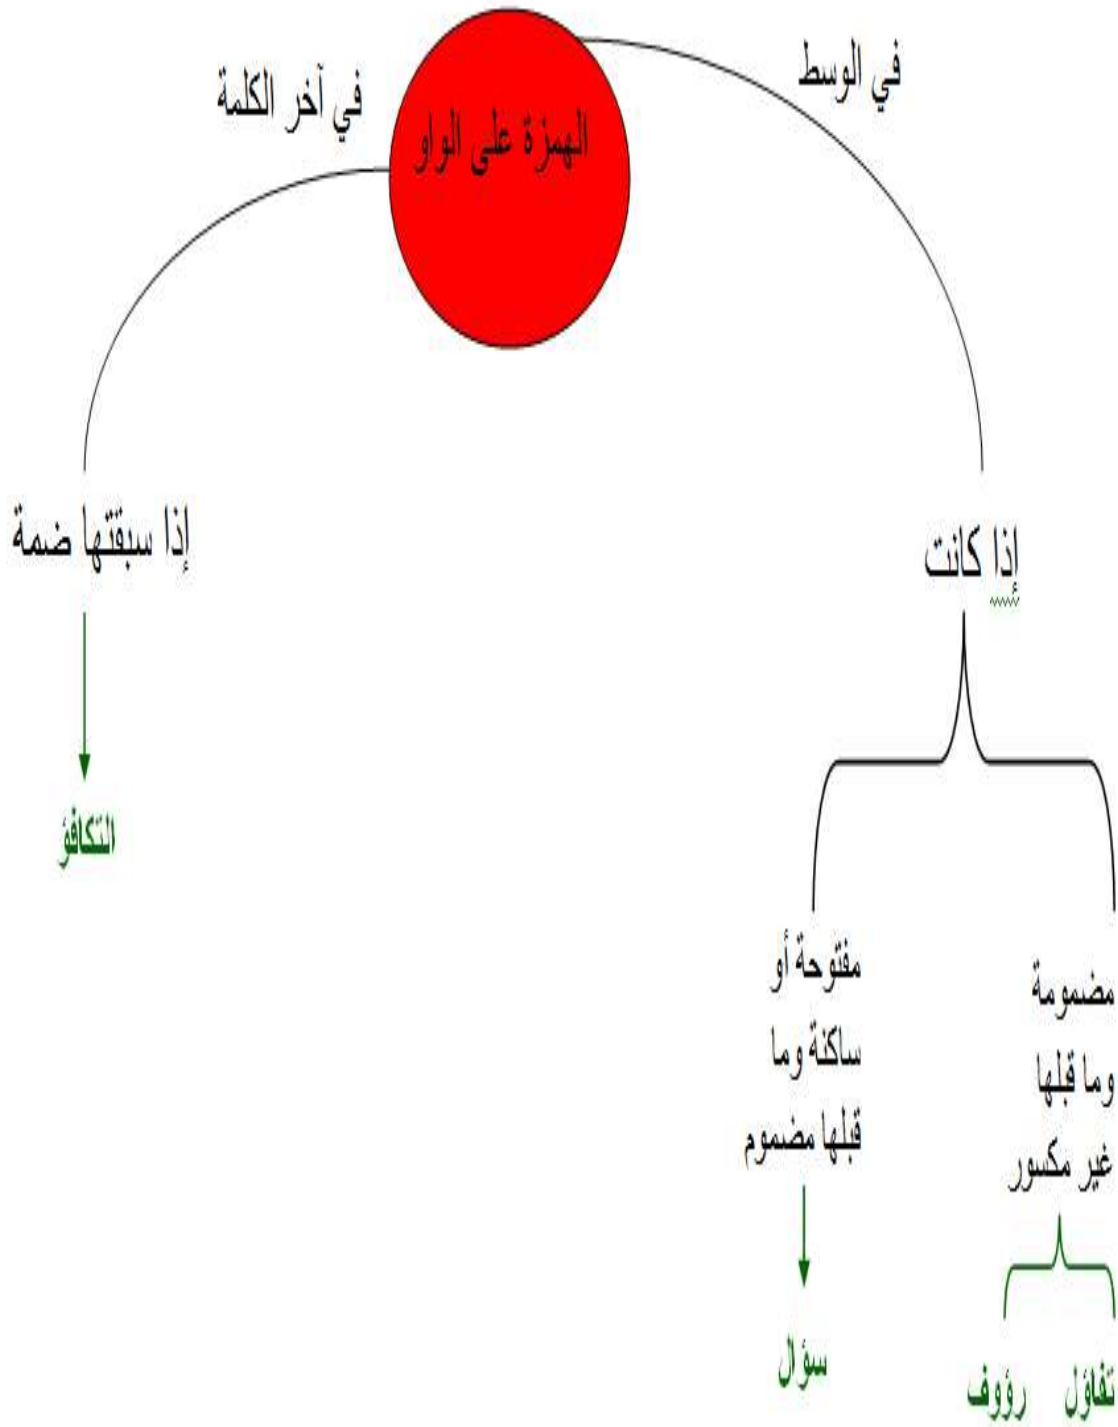 الهمزة على الواو
في الوسط
إذا كانت
مضمومة
وما قبلها
غير مكسور
تفاؤل رؤوف
مفتوحة أو
ساكنة وما
قبلها مضموم
سؤال
في آخر الكلمة
إذا سبقتها ضمة
التكافؤ